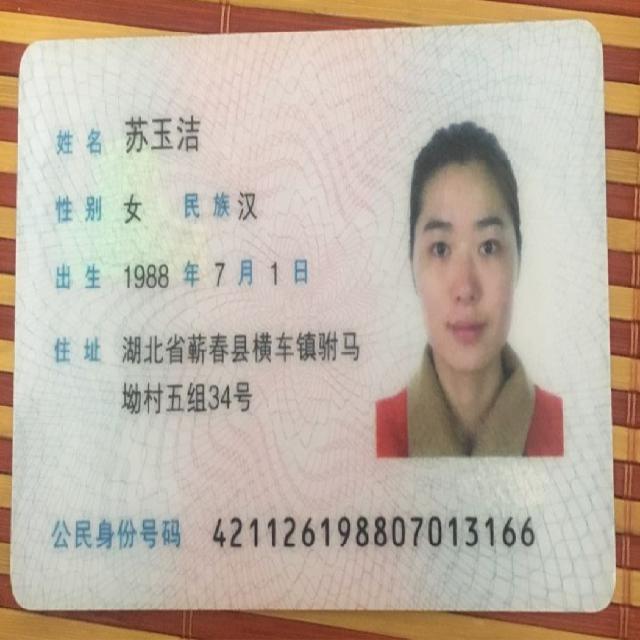 姓名 苏玉洁
性别 女 民族 汉
出生 1988 年 7 月 1 日
住址 湖北省蕲春县横车镇驸马
坳村五组34号
公民身份号码 421126198807013166